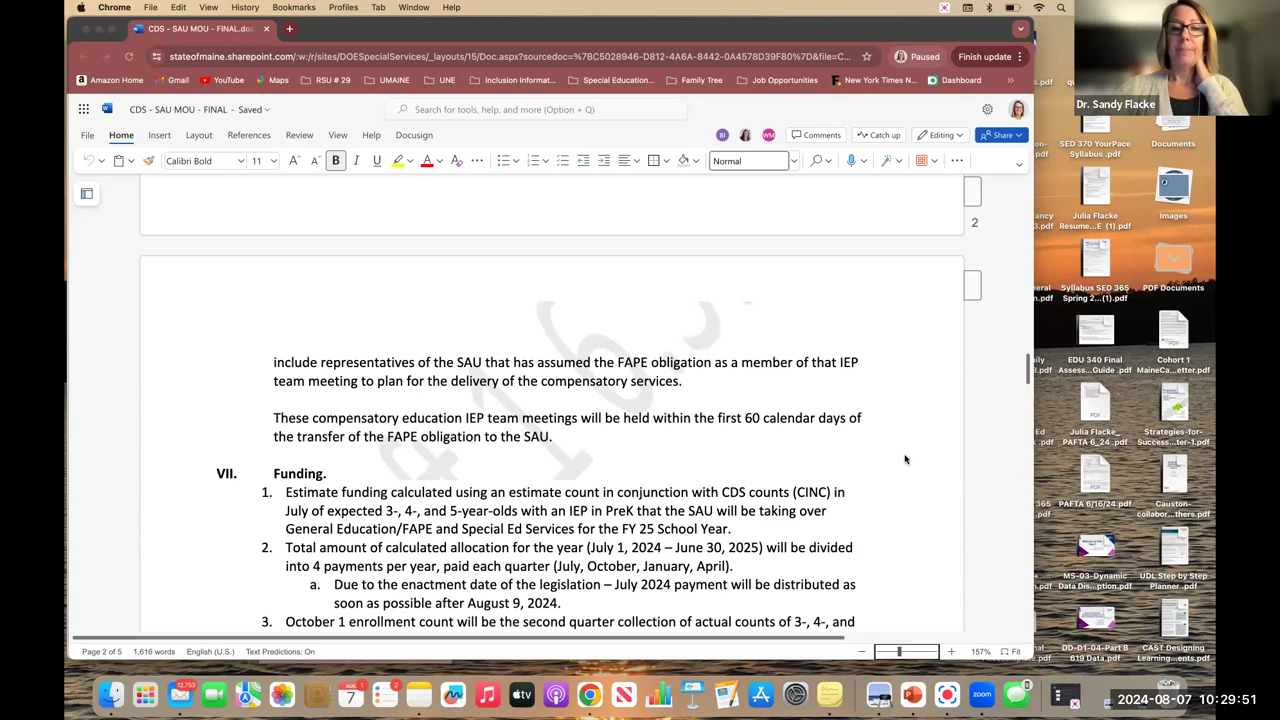 Chrome File Edit View History Bookmarks Profiles Tab Window Help
CDS - SAU MOU - FINAL.doc
stateofmaine.sharepoint.com/:w:/r/sites/DOESpecialServices/_layouts/15/Doc.aspx?sourcedoc=%7BC5028946-D812-4A6A-8442-0A4578D39F80%7D&file=C...
Paused
Finish update
Amazon Home Gmail YouTube Maps RSU # 29 UMAINE UNE Inclusion Informat... Special Education... Family Tree Job Opportunities New York Times N... Dashboard
Dr. Sandy Flacke
CDS - SAU MOU - FINAL - Saved
Search for tools, help, and more (Option + Q)
File Home Insert Layout References Review View Help Docusign
BI WM Comments Catch up Editing Share
Calibri Bold 11 B I U A Normal
2
include representatives of the SAU that has assumed the FAPE obligation as a member of that IEP
team meeting to plan for the delivery of the compensatory services.
These compensatory education IEP team meetings will be held within the first 60 calendar days of
the transfer of the FAPE obligation to the SAU.
VII. Funding.
1. Estimate funding calculated using an estimate count in conjunction with CDS counts (CINC) in
July of expected 3-, 4-, and 5-year-olds with an IEP in PreK that the SAU will be taking over
General Education/FAPE and Special Ed Services for the FY 25 School Year.
2. Total amount of calculated allocation for the year (July 1, 2024 – June 30, 2025) will be divided
into 4 payments per year, paid each quarter (July, October, January, April).
a. Due to the enactment date of the legislation – July 2024 payment will be distributed as
soon as possible after August 9, 2024.
3. October 1 enrollment count will be the second quarter collection of actual counts of 3-, 4-, and
Page 2 of 5 1,616 words English (U.S.) Text Predictions: On
157% Fit
SED 370 YourPace
Syllabus .pdf
Documents
Julia Flacke
Resume...E (1).pdf
Images
Syllabus SED 365
Spring 2...(1).pdf
PDF Documents
EDU 340 Final
Assess...Guide .pdf
Cohort 1
MaineCa...etter.pdf
Julia Flacke_
PAFTA 6_24 .pdf
Strategies-for-
Success...ter-1.pdf
PAFTA 6/16/24.pdf
Causton-
collabor...thers.pdf
MS-03-Dynamic
Data Dis...ption.pdf
UDL Step by Step
Planner .pdf
DD-D1-04-Part B
619 Data.pdf
CAST Designing
Learning...ents.pdf
12,753
AUG
7
2
zoom
1
2024-08-07 10:29:51